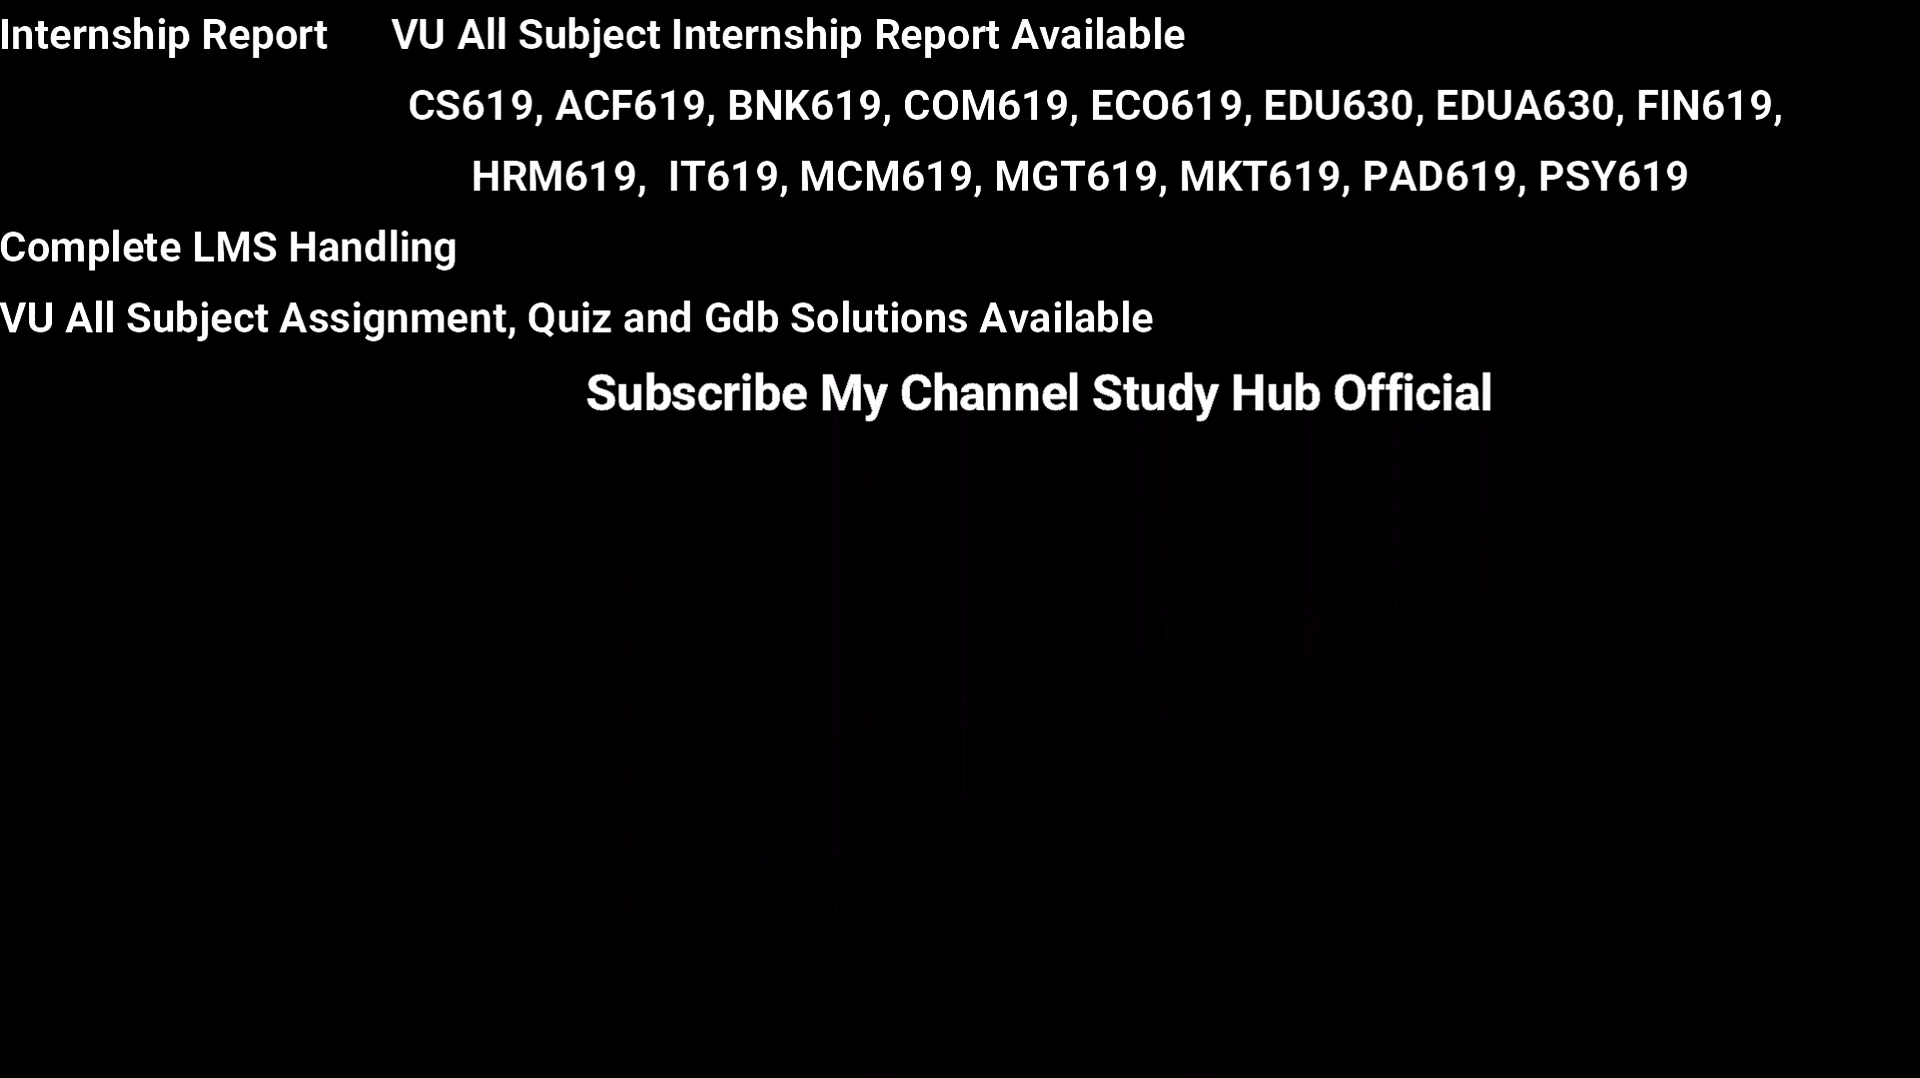 Internship Report      VU All Subject Internship Report Available
CS619, ACF619, BNK619, COM619, ECO619, EDU630, EDUA630, FIN619,
HRM619,  IT619, MCM619, MGT619, MKT619, PAD619, PSY619
Complete LMS Handling
VU All Subject Assignment, Quiz and Gdb Solutions Available
Subscribe My Channel Study Hub Official